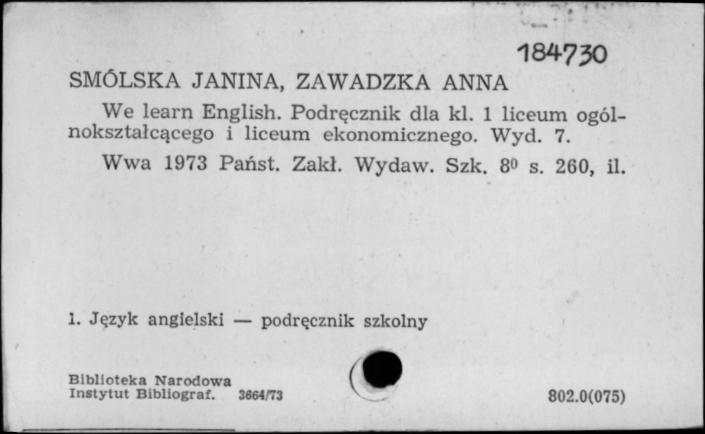 184730
SMÓLSKA JANINA, ZAWADZKA ANNA
We learn English. Podręcznik dla kl. 1 liceum ogól-
nokształcącego i liceum ekonomicznego. Wyd. 7.
Wwa 1973 Państ. Zakł. Wydaw. Szk. 8⁰ s. 260, il.
1. Język angielski — podręcznik szkolny
Biblioteka Narodowa
Instytut Bibliograf. 3664/73
802.0(075)